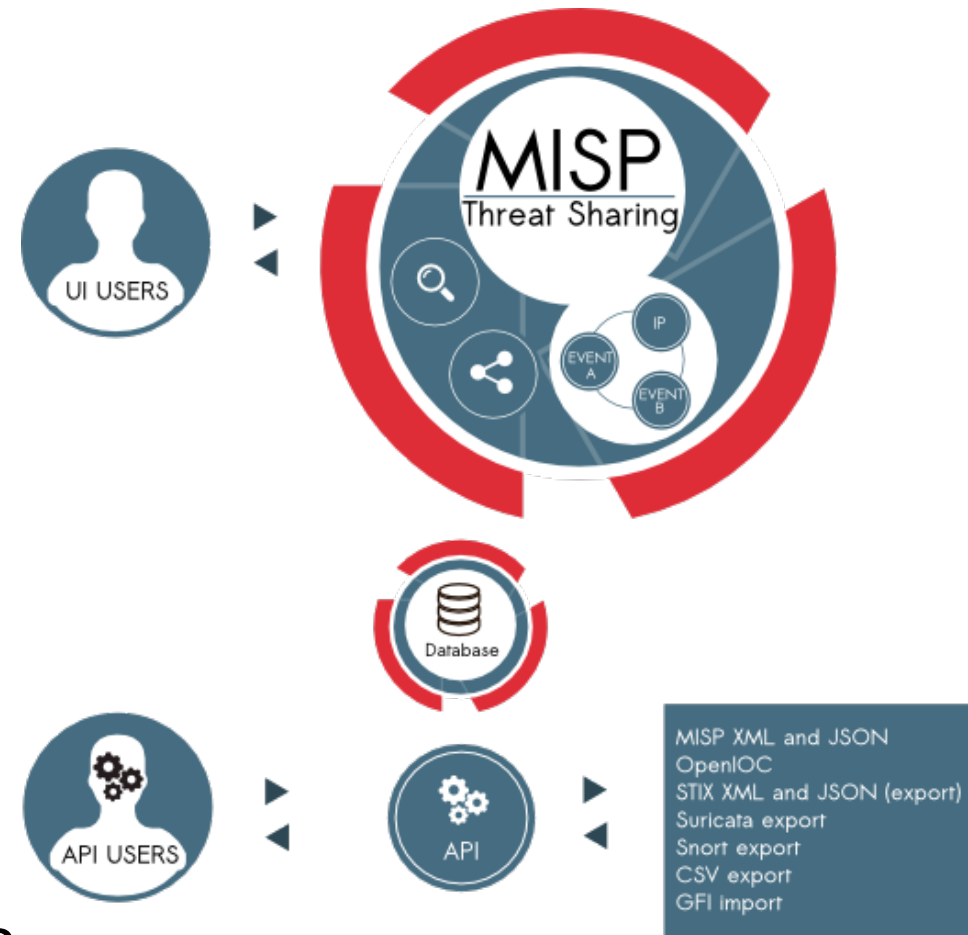 MISP
Threat Sharing
UI USERS
IP
EVENT
A
EVENT
B
Database
API USERS
API
MISP XML and JSON
OpenIOC
STIX XML and JSON (export)
Suricata export
Snort export
CSV export
GFI import